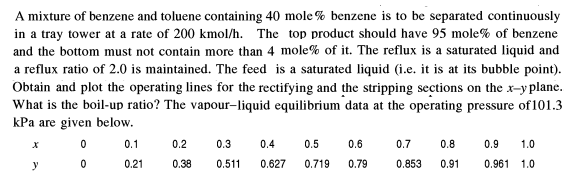 A mixture of benzene and toluene containing 40 mole% benzene is to be separated continuously
in a tray tower at a rate of 200 kmol/h. The top product should have 95 mole% of benzene
and the bottom must not contain more than 4 mole% of it. The reflux is a saturated liquid and
a reflux ratio of 2.0 is maintained. The feed is a saturated liquid (i.e. it is at its bubble point).
Obtain and plot the operating lines for the rectifying and the stripping sections on the x–y plane.
What is the boil-up ratio? The vapour–liquid equilibrium data at the operating pressure of101.3
kPa are given below.
x 0 0.1 0.2 0.3 0.4 0.5 0.6 0.7 0.8 0.9 1.0
y 0 0.21 0.38 0.511 0.627 0.719 0.79 0.853 0.91 0.961 1.0